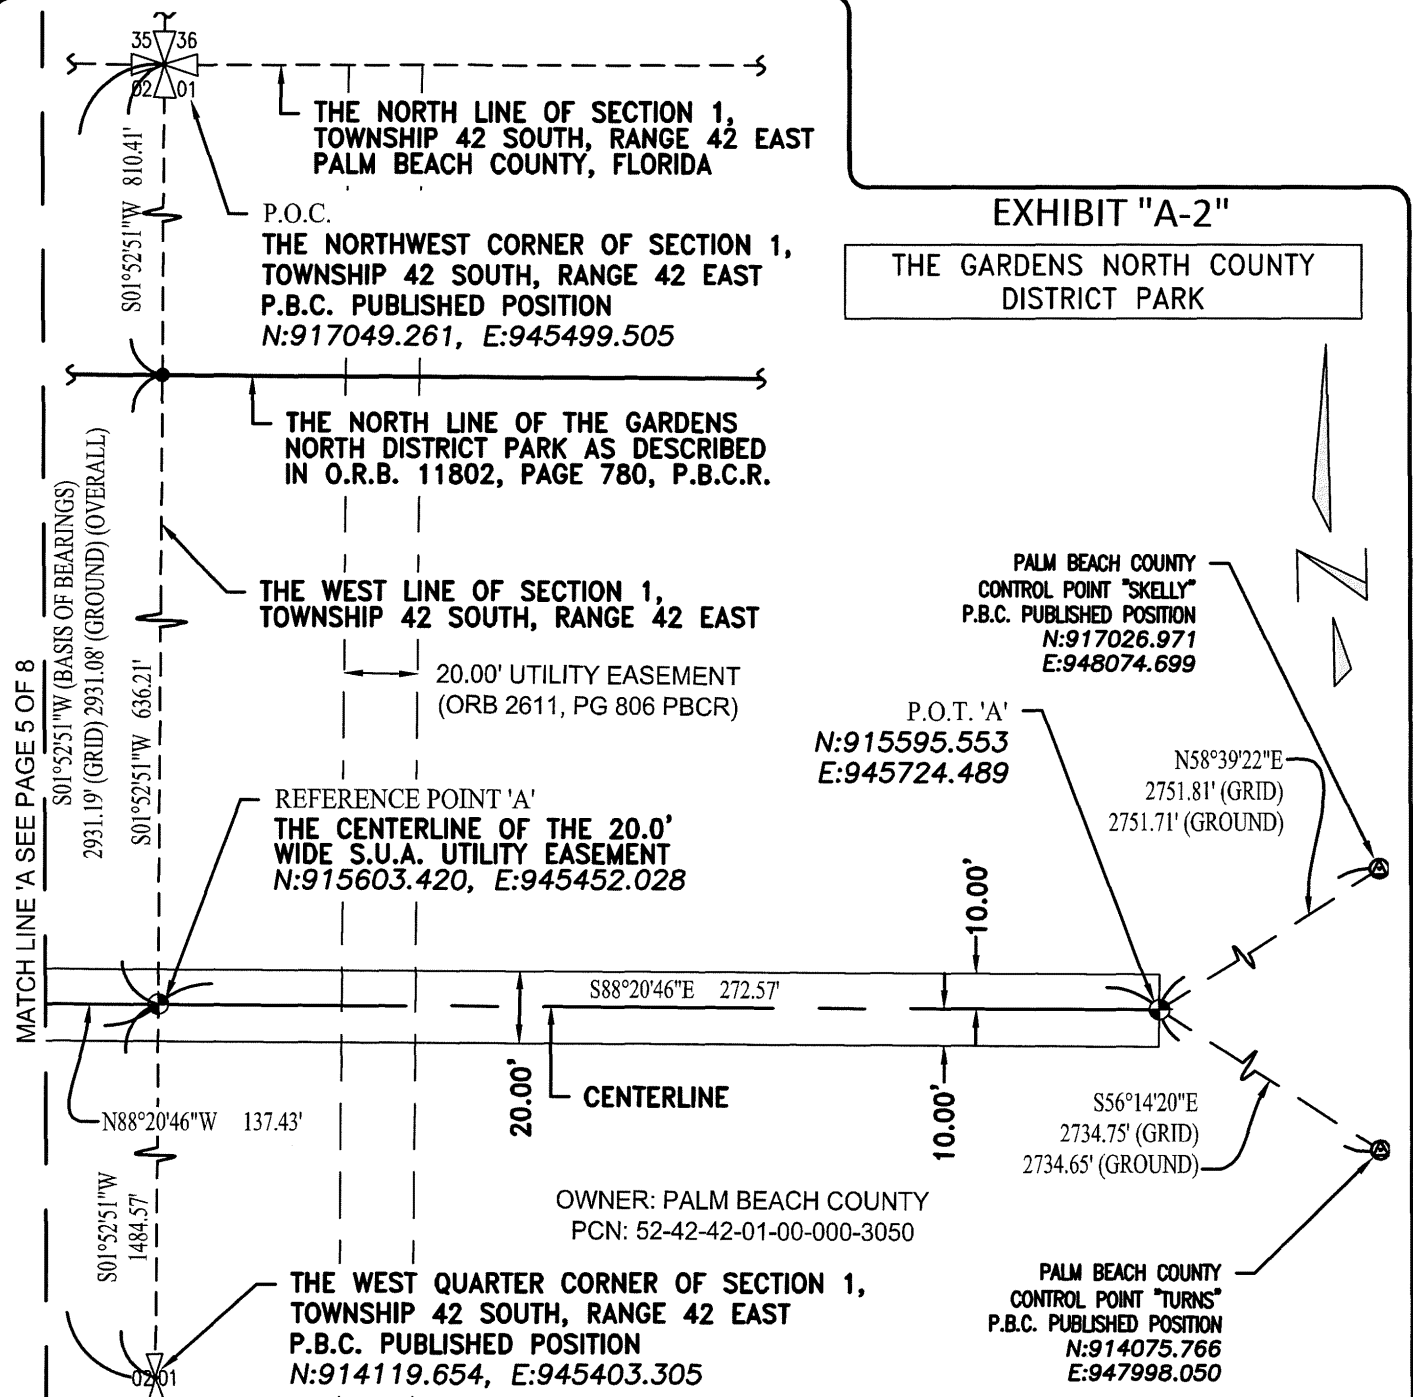 35 36
02 01
THE NORTH LINE OF SECTION 1,
TOWNSHIP 42 SOUTH, RANGE 42 EAST
PALM BEACH COUNTY, FLORIDA
S01°52'51"W 810.41'
P.O.C.
THE NORTHWEST CORNER OF SECTION 1,
TOWNSHIP 42 SOUTH, RANGE 42 EAST
P.B.C. PUBLISHED POSITION
N:917049.261, E:945499.505
EXHIBIT "A-2"
THE GARDENS NORTH COUNTY
DISTRICT PARK
THE NORTH LINE OF THE GARDENS
NORTH DISTRICT PARK AS DESCRIBED
IN O.R.B. 11802, PAGE 780, P.B.C.R.
S01°52'51"W (BASIS OF BEARINGS)
2931.19' (GRID) 2931.08' (GROUND) (OVERALL)
THE WEST LINE OF SECTION 1,
TOWNSHIP 42 SOUTH, RANGE 42 EAST
S01°52'51"W 636.21'
20.00' UTILITY EASEMENT
(ORB 2611, PG 806 PBCR)
MATCH LINE 'A SEE PAGE 5 OF 8
N
PALM BEACH COUNTY
CONTROL POINT "SKELLY"
P.B.C. PUBLISHED POSITION
N:917026.971
E:948074.699
P.O.T. 'A'
N:915595.553
E:945724.489
N58°39'22"E
2751.81' (GRID)
2751.71' (GROUND)
REFERENCE POINT 'A'
THE CENTERLINE OF THE 20.0'
WIDE S.U.A. UTILITY EASEMENT
N:915603.420, E:945452.028
10.00'
S88°20'46"E 272.57'
20.00'
CENTERLINE
10.00'
N88°20'46"W 137.43'
S56°14'20"E
2734.75' (GRID)
2734.65' (GROUND)
S01°52'51"W
1484.57'
OWNER: PALM BEACH COUNTY
PCN: 52-42-42-01-00-000-3050
THE WEST QUARTER CORNER OF SECTION 1,
TOWNSHIP 42 SOUTH, RANGE 42 EAST
P.B.C. PUBLISHED POSITION
N:914119.654, E:945403.305
02 01
PALM BEACH COUNTY
CONTROL POINT "TURNS"
P.B.C. PUBLISHED POSITION
N:914075.766
E:947998.050